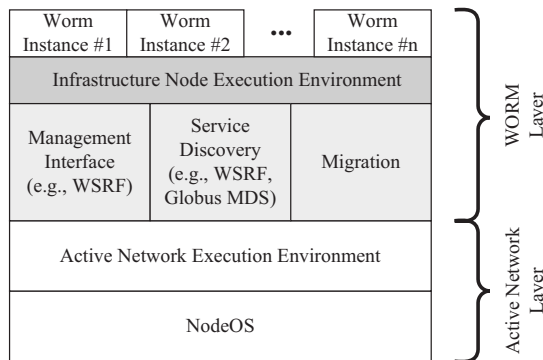 Worm
Instance #1
Worm
Instance #2
...
Worm
Instance #n
Infrastructure Node Execution Environment
Management
Interface
(e.g., WSRF)
Service
Discovery
(e.g., WSRF,
Globus MDS)
Migration
Active Network Execution Environment
NodeOS
WORM
Layer
Active Network
Layer